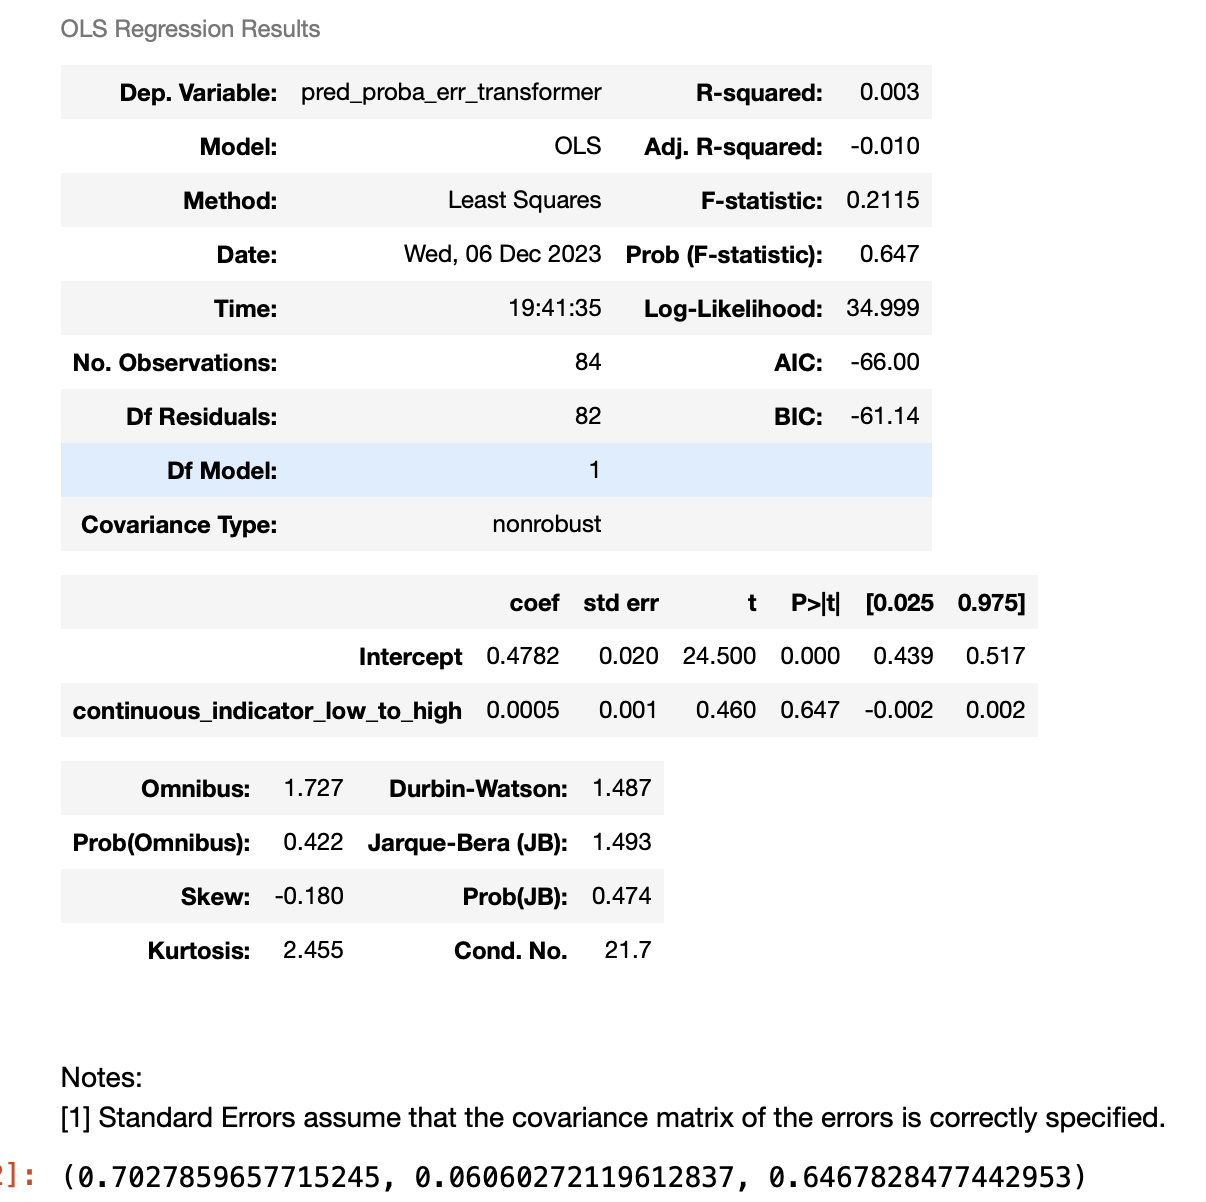 OLS Regression Results
Dep. Variable: pred_proba_err_transformer R-squared: 0.003
Model: OLS Adj. R-squared: -0.010
Method: Least Squares F-statistic: 0.2115
Date: Wed, 06 Dec 2023 Prob (F-statistic): 0.647
Time: 19:41:35 Log-Likelihood: 34.999
No. Observations: 84 AIC: -66.00
Df Residuals: 82 BIC: -61.14
Df Model: 1
Covariance Type: nonrobust
coef std err t P>|t| [0.025 0.975]
Intercept 0.4782 0.020 24.500 0.000 0.439 0.517
continuous_indicator_low_to_high 0.0005 0.001 0.460 0.647 -0.002 0.002
Omnibus: 1.727 Durbin-Watson: 1.487
Prob(Omnibus): 0.422 Jarque-Bera (JB): 1.493
Skew: -0.180 Prob(JB): 0.474
Kurtosis: 2.455 Cond. No. 21.7
Notes:
[1] Standard Errors assume that the covariance matrix of the errors is correctly specified.
]: (0.7027859657715245, 0.06060272119612837, 0.6467828477442953)